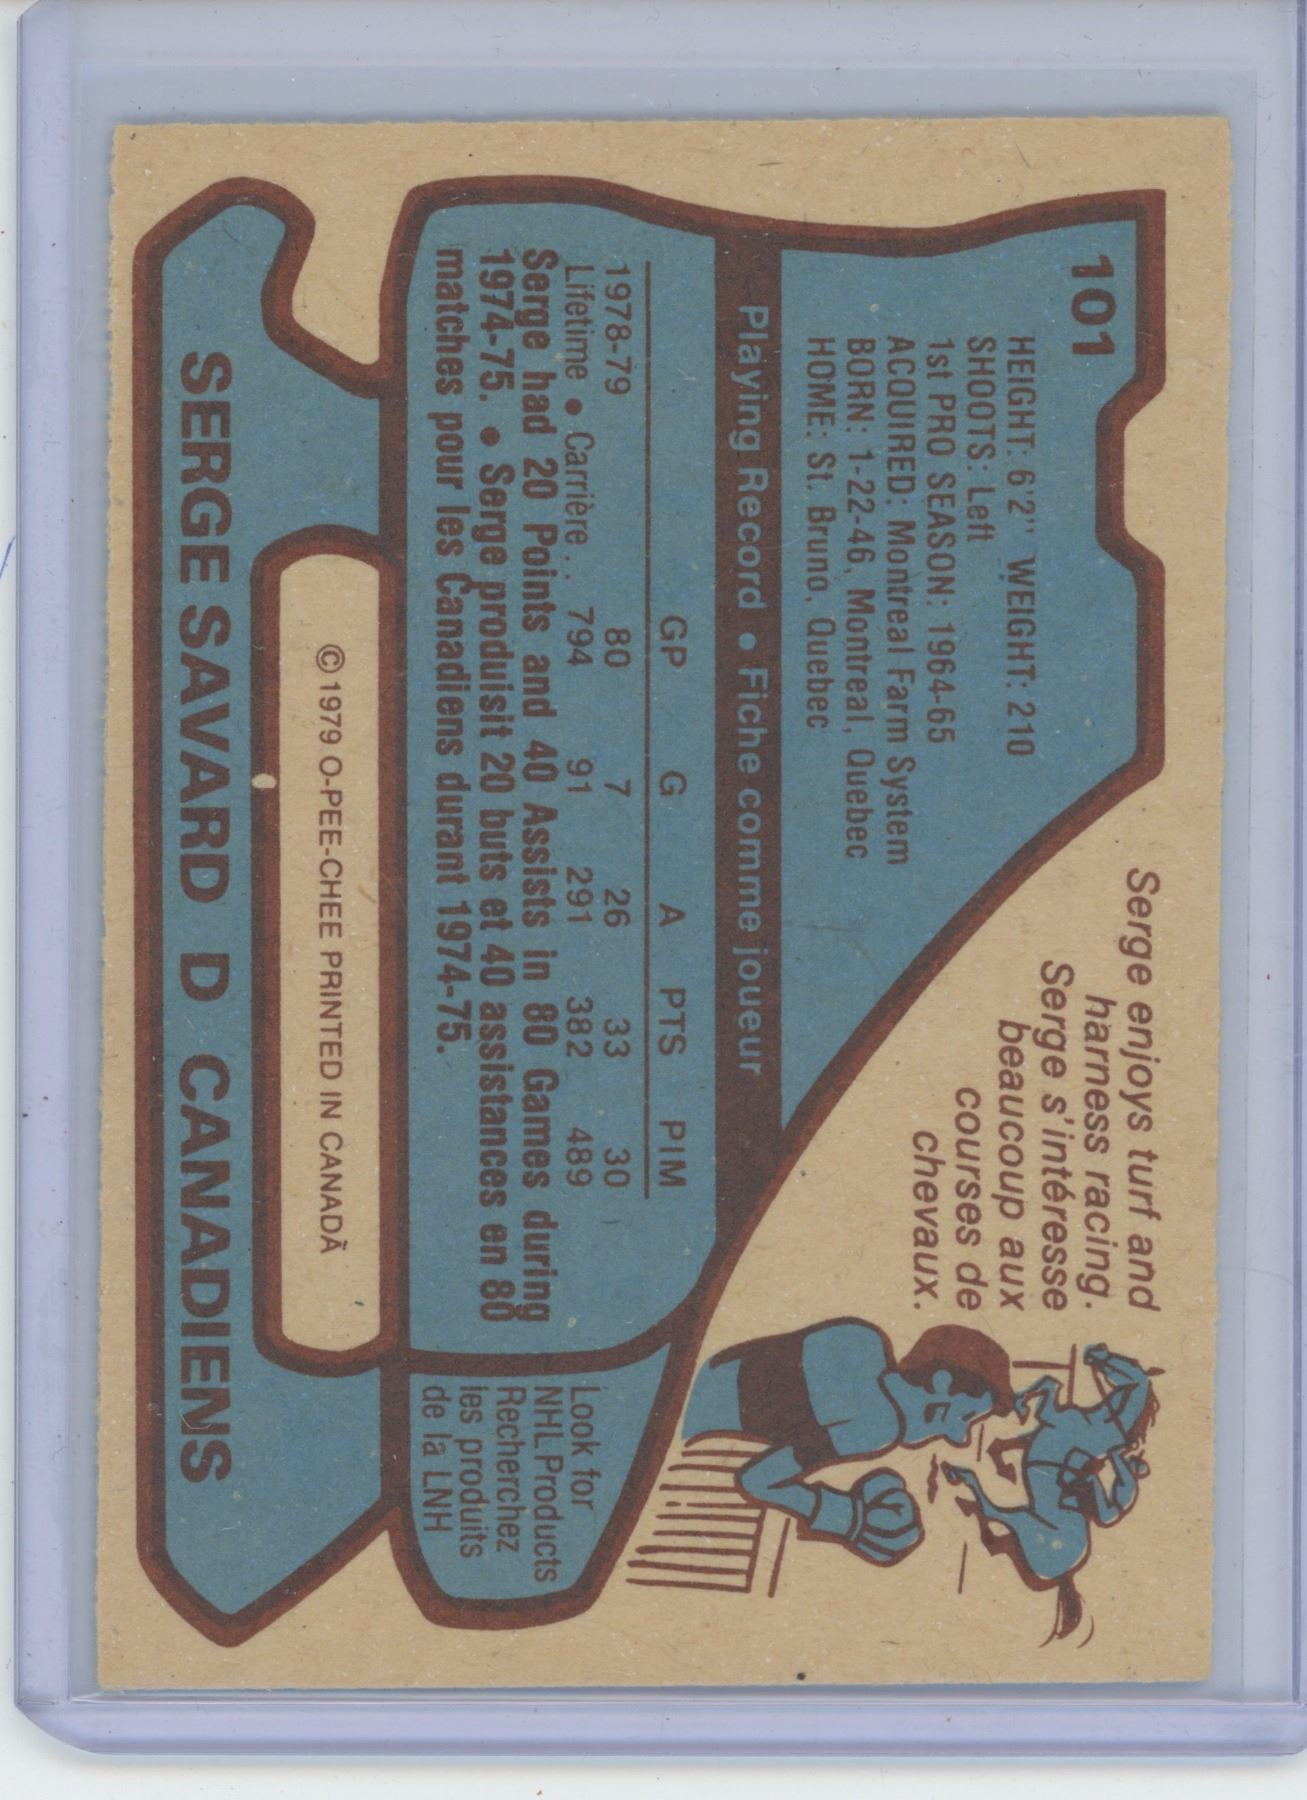 101
HEIGHT: 6'2" WEIGHT: 210
SHOOTS: Left
1st PRO SEASON: 1964-65
ACQUIRED: Montreal Farm System
BORN: 1-22-46, Montreal, Quebec
HOME: St. Bruno, Quebec
Serge enjoys turf and
harness racing.
Serge s'intéresse
beaucoup aux
courses de
chevaux.
Playing Record • Fiche comme joueur
GP G A PTS PIM
1978-79 80 7 26 33 30
Lifetime • Carrière.. 794 91 291 382 489
Serge had 20 Points and 40 Assists in 80 Games during
1974-75. • Serge produisit 20 buts et 40 assistances en 80
matches pour les Canadiens durant 1974-75.
Look for
NHL Products
Recherchez
les produits
de la LNH
© 1979 O-PEE-CHEE PRINTED IN CANADA
SERGE SAVARD D CANADIENS